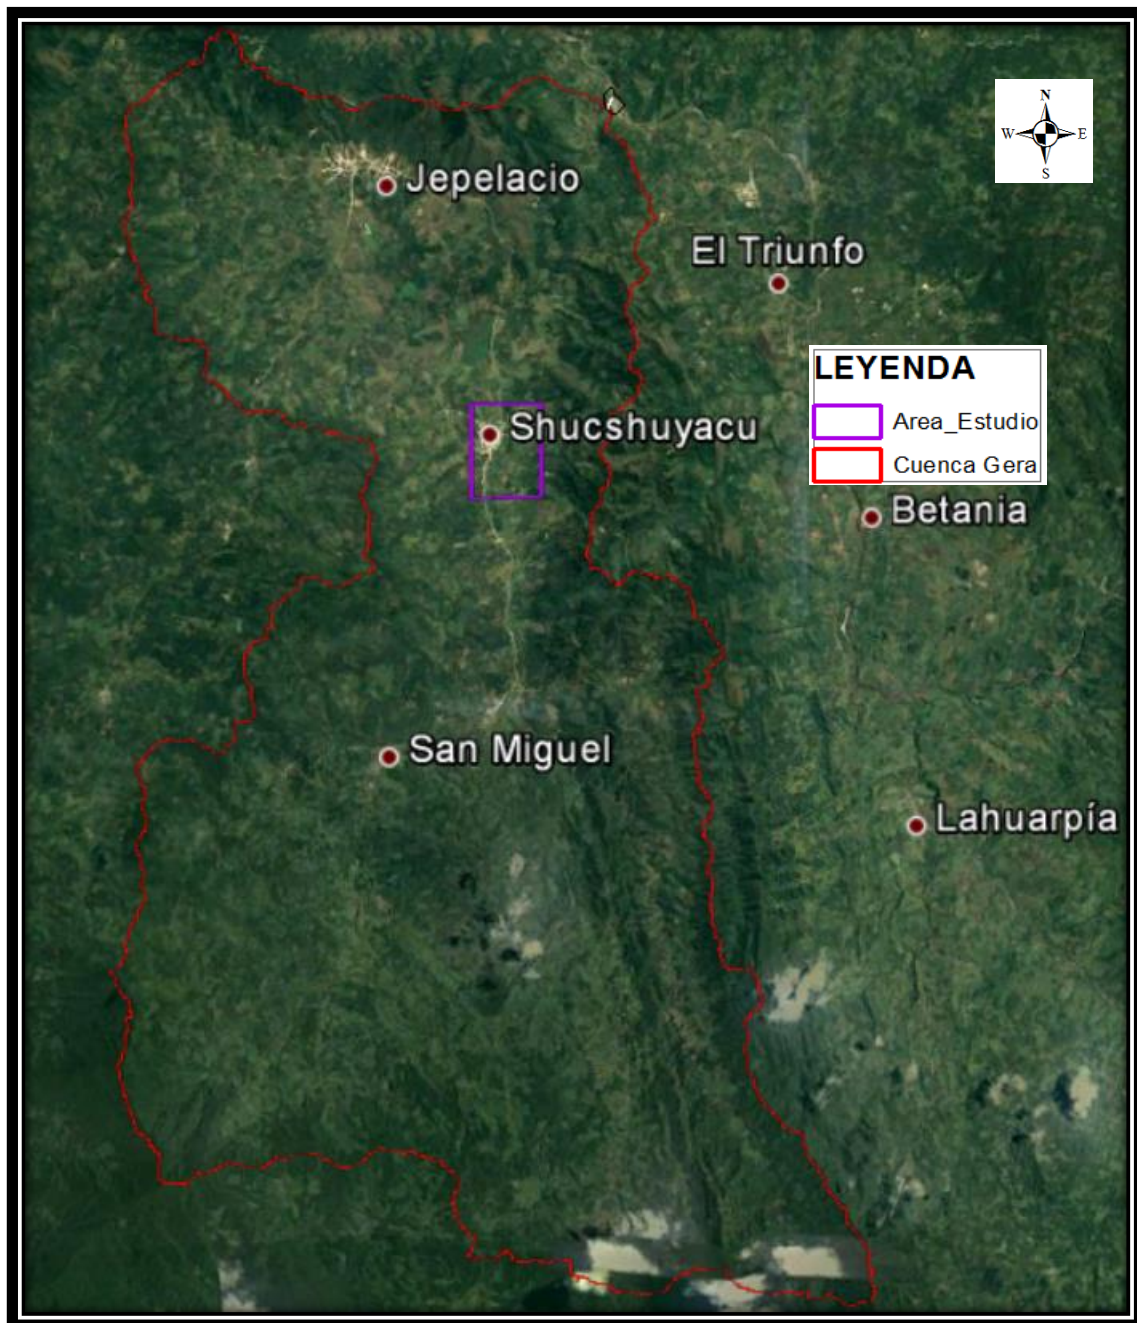 N
W E
S
Jepelacio
El Triunfo
LEYENDA
Area_Estudio
Cuenca Gera
Shucshuyacu
Betania
San Miguel
Lahuarpía